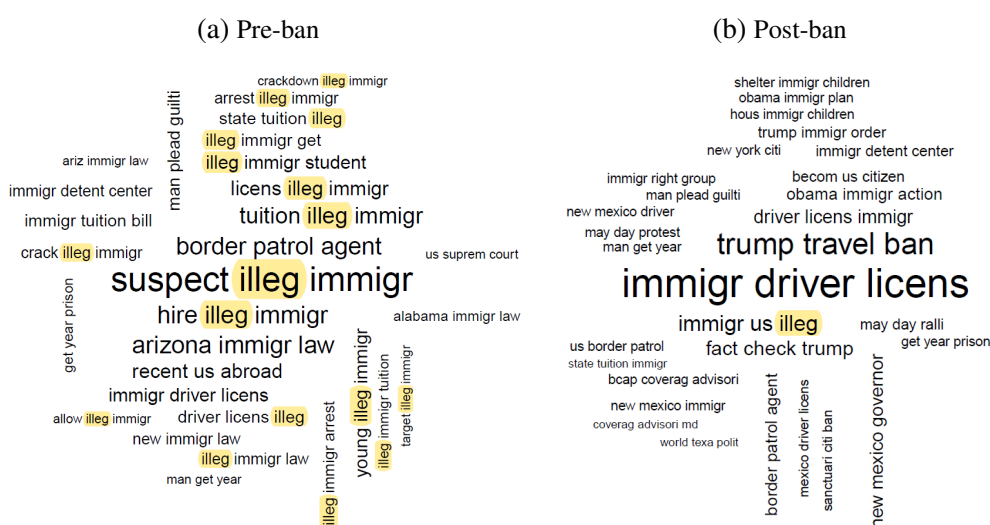 (a) Pre-ban
crackdown illeg immigr
arrest illeg immigr
state tuition illeg
illeg immigr get
illeg immigr student
man plead guilti
ariz immigr law
immigr detent center
licens illeg immigr
immigr tuition bill
tuition illeg immigr
border patrol agent
crack illeg immigr
us suprem court
suspect illeg immigr
get year prison
hire illeg immigr
alabama immigr law
arizona immigr law
recent us abroad
immigr driver licens
allow illeg immigr
driver licens illeg
new immigr law
illeg immigr law
man get year
illeg immigr arrest
young illeg immigr
illeg immigr tuition
target illeg immigr
(b) Post-ban
shelter immigr children
obama immigr plan
hous immigr children
trump immigr order
new york citi
immigr detent center
immigr right group
becom us citizen
man plead guilti
obama immigr action
new mexico driver
driver licens immigr
may day protest
man get year
trump travel ban
immigr driver licens
immigr us illeg
may day ralli
us border patrol
fact check trump
get year prison
state tuition immigr
bcap coverag advisori
new mexico immigr
coverag advisori md
world texa polit
border patrol agent
mexico driver licens
sanctuari citi ban
new mexico governor